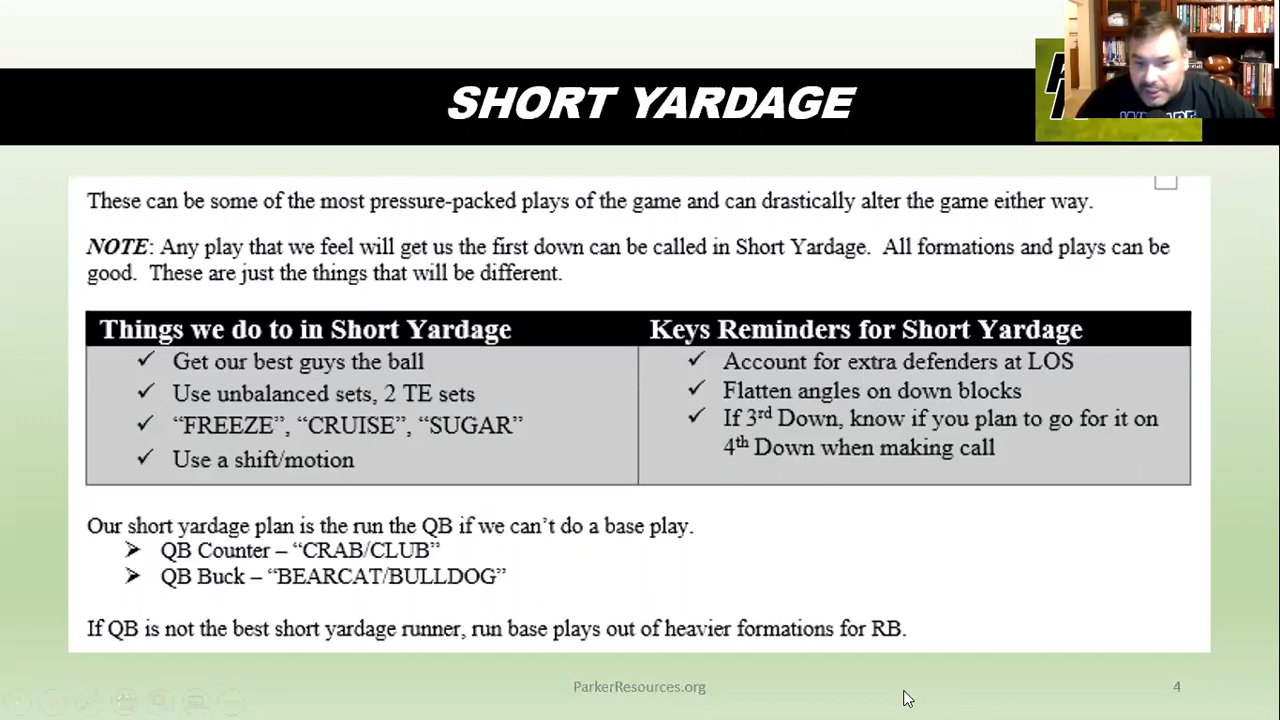 SHORT YARDAGE
These can be some of the most pressure-packed plays of the game and can drastically alter the game either way.
NOTE: Any play that we feel will get us the first down can be called in Short Yardage. All formations and plays can be
good. These are just the things that will be different.
Things we do to in Short Yardage
✓ Get our best guys the ball
✓ Use unbalanced sets, 2 TE sets
✓ “FREEZE”, “CRUISE”, “SUGAR”
✓ Use a shift/motion
Keys Reminders for Short Yardage
✓ Account for extra defenders at LOS
✓ Flatten angles on down blocks
✓ If 3rd Down, know if you plan to go for it on
4th Down when making call
Our short yardage plan is the run the QB if we can’t do a base play.
➢ QB Counter – “CRAB/CLUB”
➢ QB Buck – “BEARCAT/BULLDOG”
If QB is not the best short yardage runner, run base plays out of heavier formations for RB.
ParkerResources.org
4